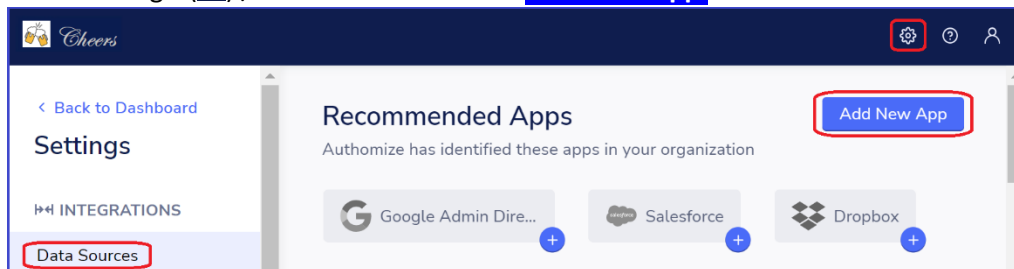 Cheers
< Back to Dashboard
Settings
INTEGRATIONS
Data Sources
Recommended Apps
Add New App
Authomize has identified these apps in your organization
Google Admin Dire...
Salesforce
Dropbox